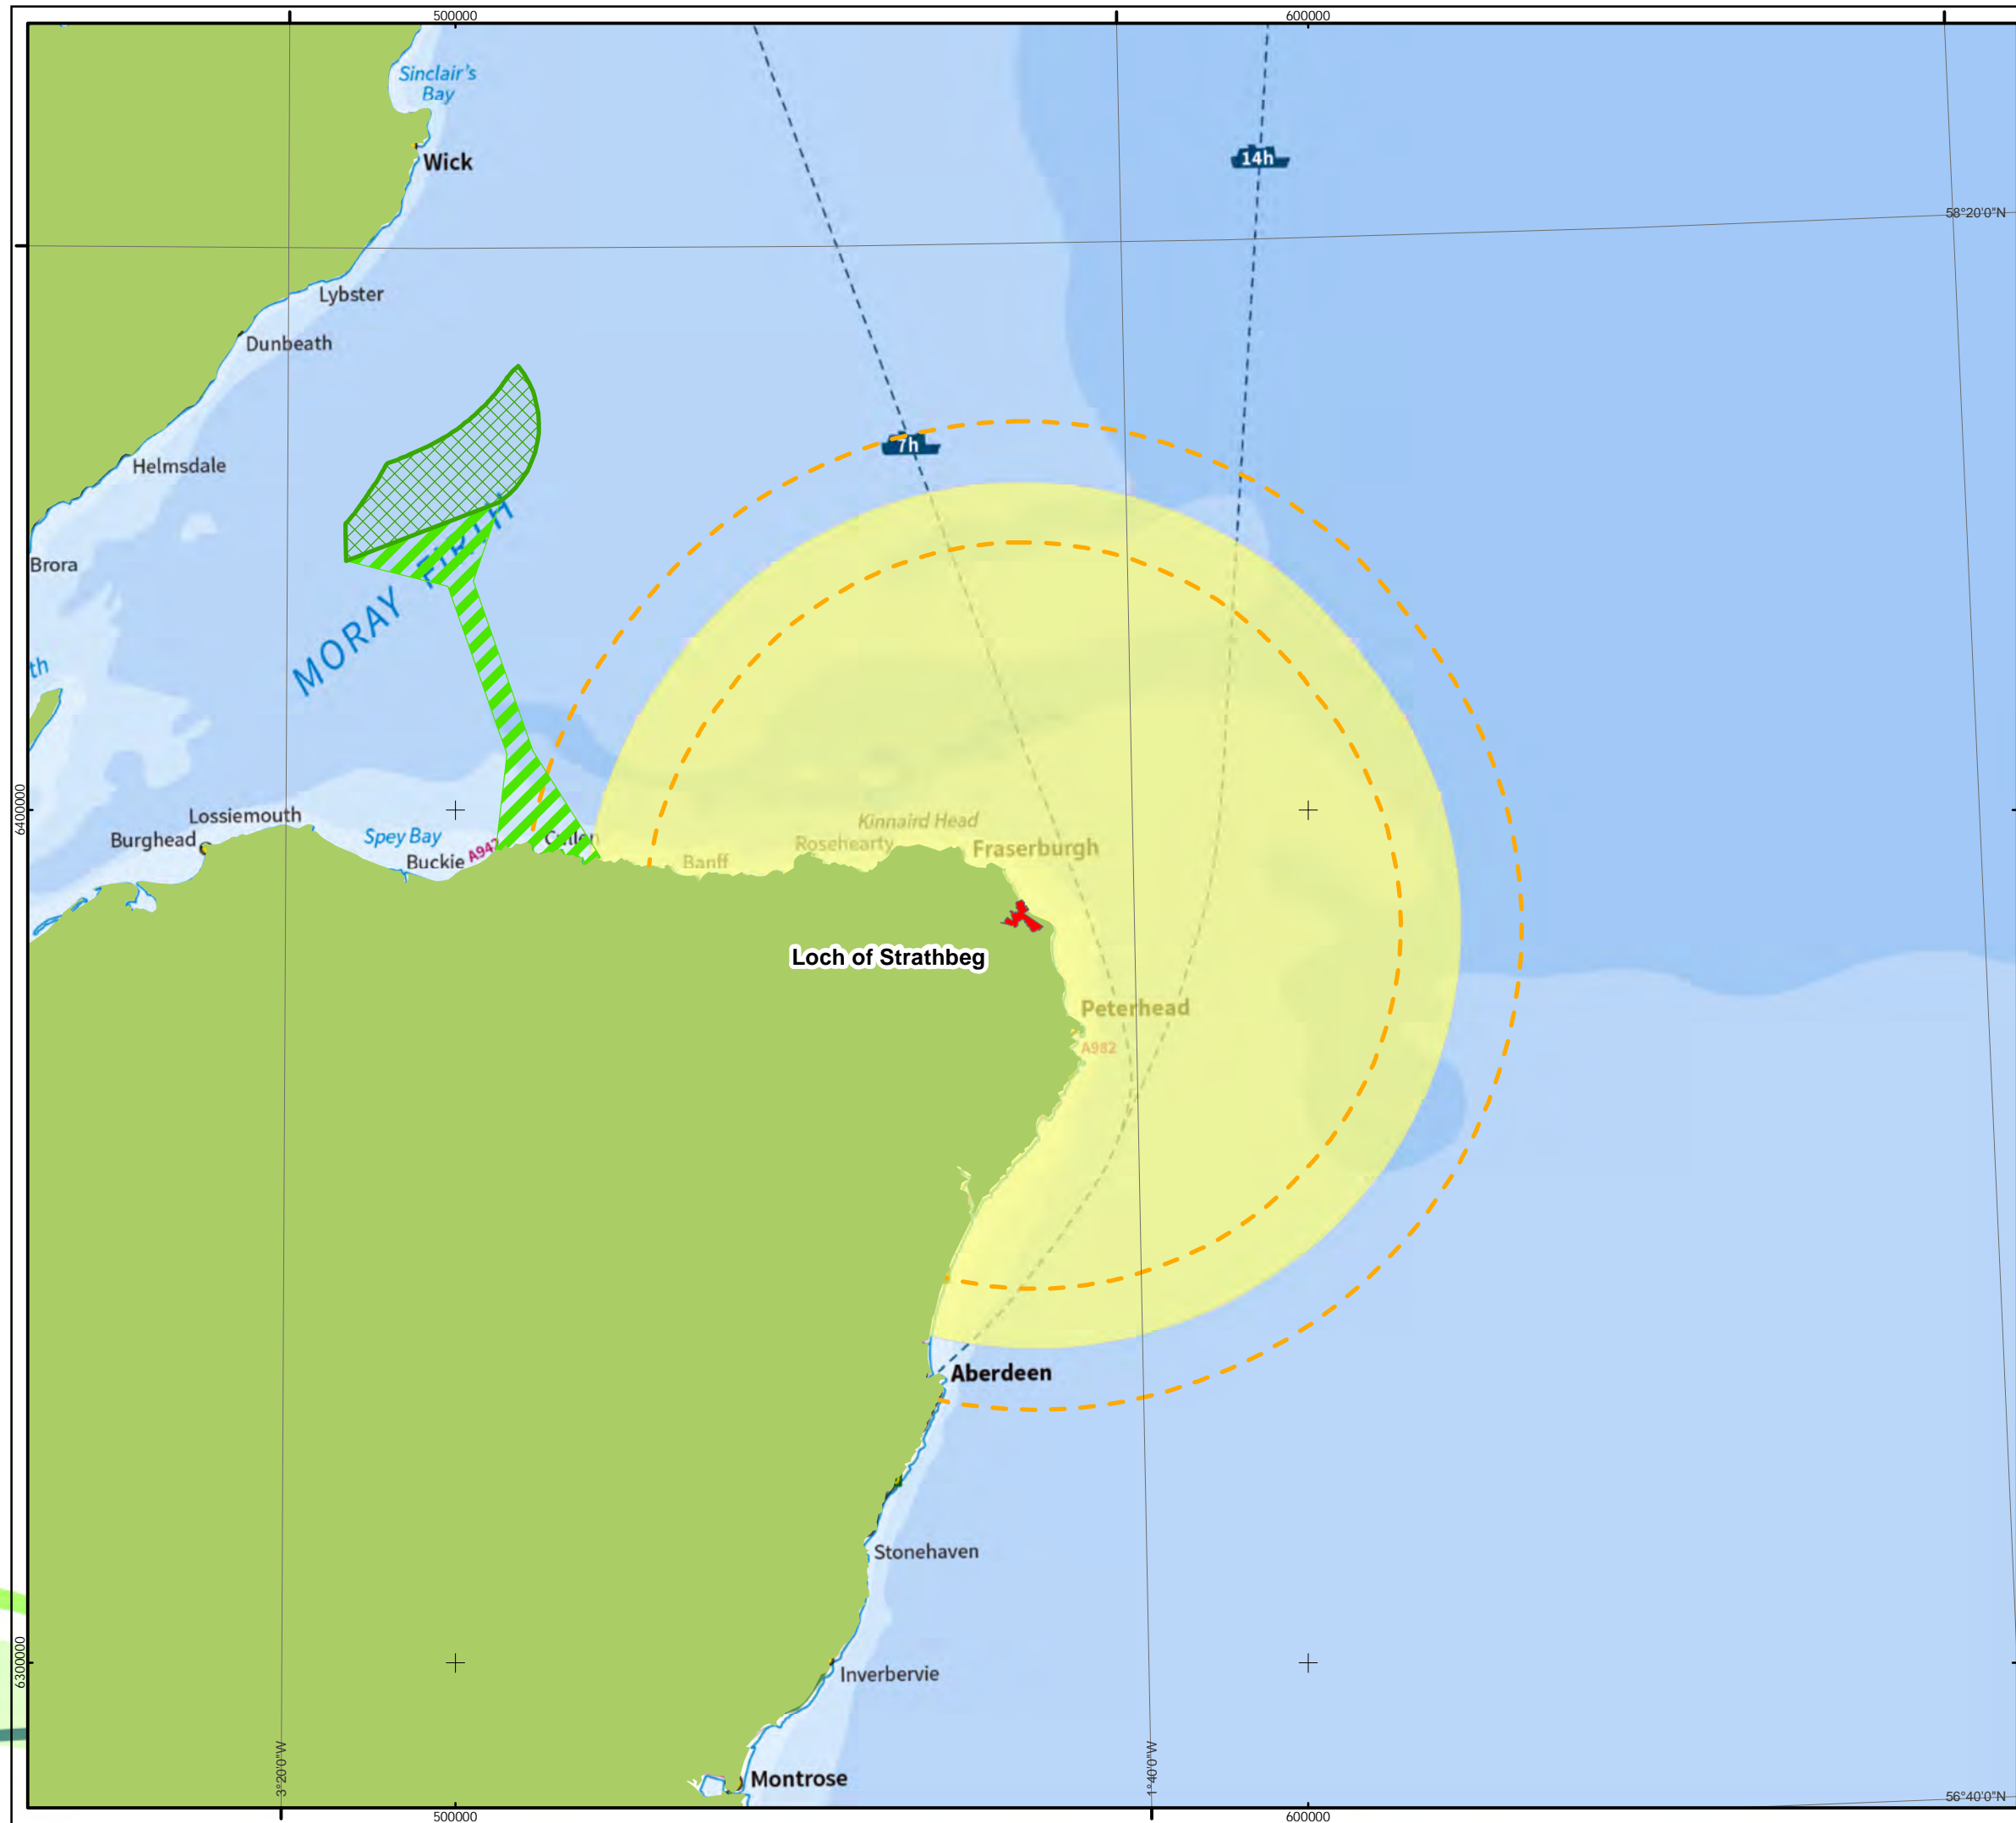 500000
600000
Sinclair's
Bay
Wick
14h
58°20'0"N
Lybster
Dunbeath
7h
Helmsdale
Brora
MORAY FIRTH
th
6400000
Lossiemouth
Burghead
Spey Bay
Buckie
A942
Cullen
Banff
Rosehearty
Kinnaird Head
Fraserburgh
Loch of Strathbeg
Peterhead
A982
Aberdeen
Stonehaven
6300000
Inverbervie
3°20'0"W
1°40'0"W
Montrose
56°40'0"N
500000
600000